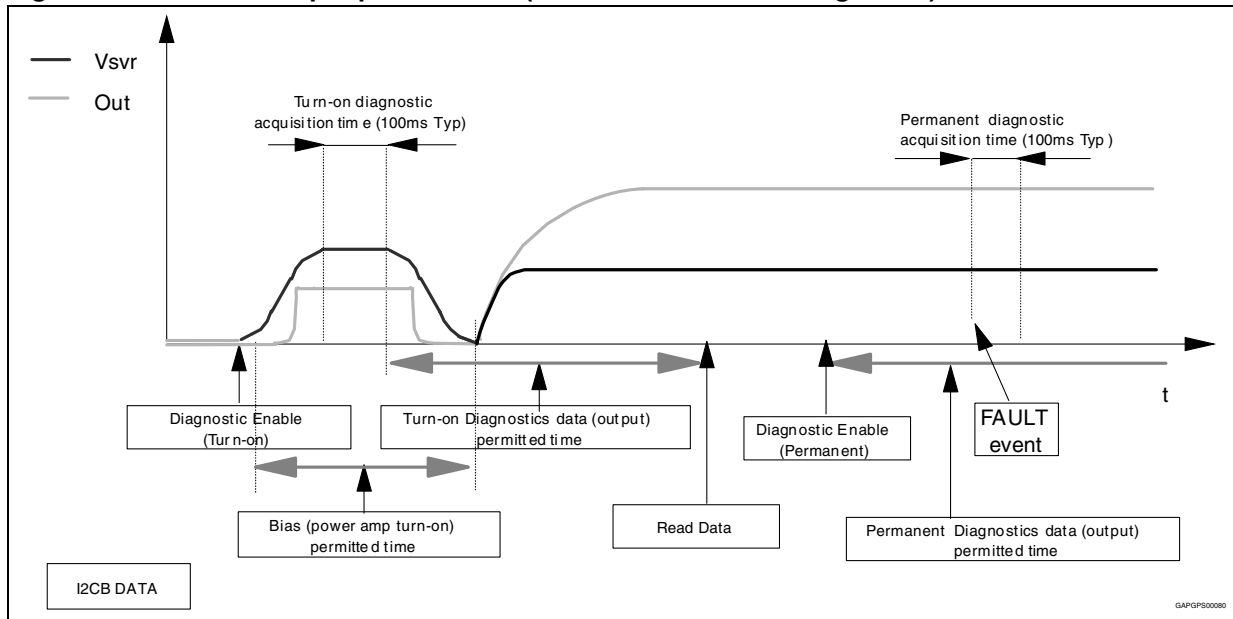 Vsvr
Out
Turn-on diagnostic
acquisition time (100ms Typ)
Permanent diagnostic
acquisition time (100ms Typ)
t
Diagnostic Enable
(Turn-on)
Turn-on Diagnostics data (output)
permitted time
Diagnostic Enable
(Permanent)
FAULT
event
Bias (power amp turn-on)
permitted time
Read Data
Permanent Diagnostics data (output)
permitted time
I2CB DATA
GAPGPS00080